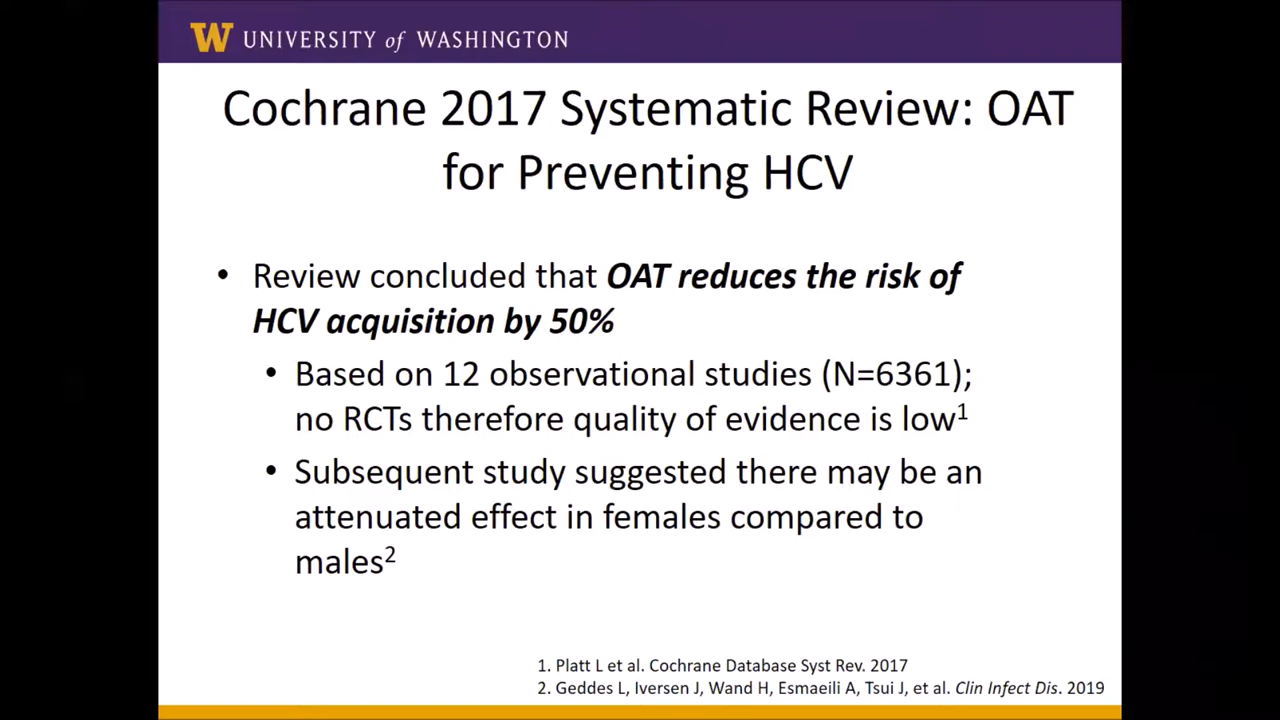 W UNIVERSITY of WASHINGTON
Cochrane 2017 Systematic Review: OAT
for Preventing HCV
• Review concluded that OAT reduces the risk of
HCV acquisition by 50%
• Based on 12 observational studies (N=6361);
no RCTs therefore quality of evidence is low¹
• Subsequent study suggested there may be an
attenuated effect in females compared to
males²
1. Platt L et al. Cochrane Database Syst Rev. 2017
2. Geddes L, Iversen J, Wand H, Esmaeili A, Tsui J, et al. Clin Infect Dis. 2019